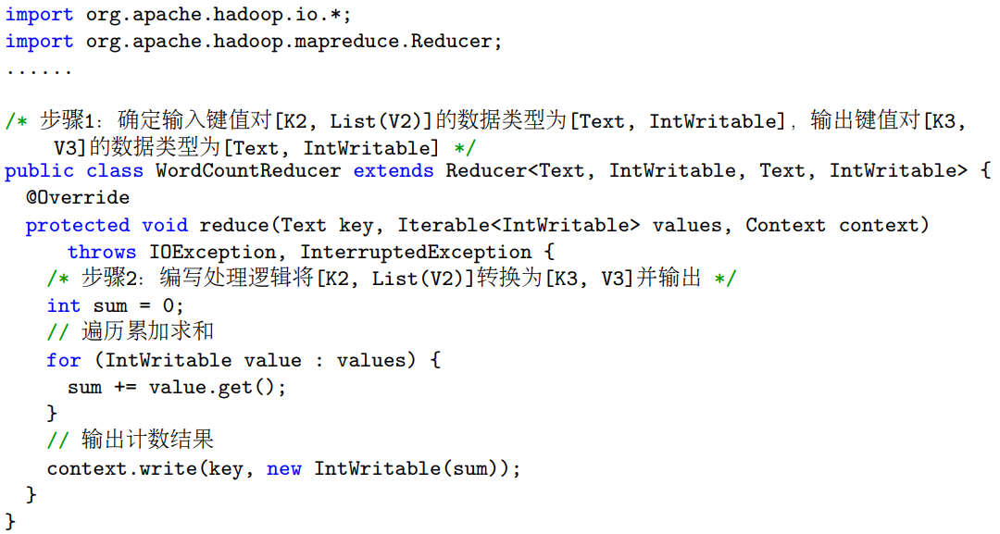 import org.apache.hadoop.io.*;
import org.apache.hadoop.mapreduce.Reducer;
......
/* 步骤1：确定输入键值对[K2, List(V2)]的数据类型为[Text, IntWritable]，输出键值对[K3,
V3]的数据类型为[Text, IntWritable] */
public class WordCountReducer extends Reducer<Text, IntWritable, Text, IntWritable> {
@Override
protected void reduce(Text key, Iterable<IntWritable> values, Context context)
throws IOException, InterruptedException {
/* 步骤2：编写处理逻辑将[K2, List(V2)]转换为[K3, V3]并输出 */
int sum = 0;
// 遍历累加求和
for (IntWritable value : values) {
sum += value.get();
}
// 输出计数结果
context.write(key, new IntWritable(sum));
}
}